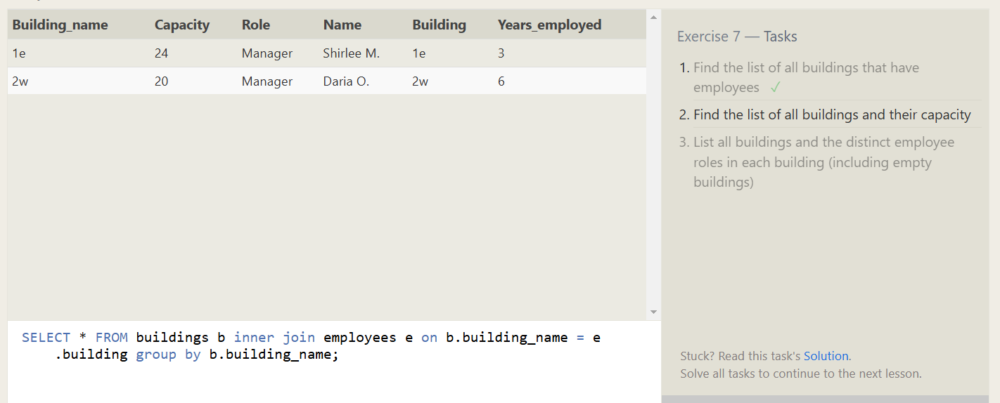 Building_name Capacity Role Name Building Years_employed
1e 24 Manager Shirlee M. 1e 3
2w 20 Manager Daria O. 2w 6
SELECT * FROM buildings b inner join employees e on b.building_name = e
.building group by b.building_name;
Exercise 7 — Tasks
1. Find the list of all buildings that have
employees ✓
2. Find the list of all buildings and their capacity
3. List all buildings and the distinct employee
roles in each building (including empty
buildings)
Stuck? Read this task's Solution.
Solve all tasks to continue to the next lesson.